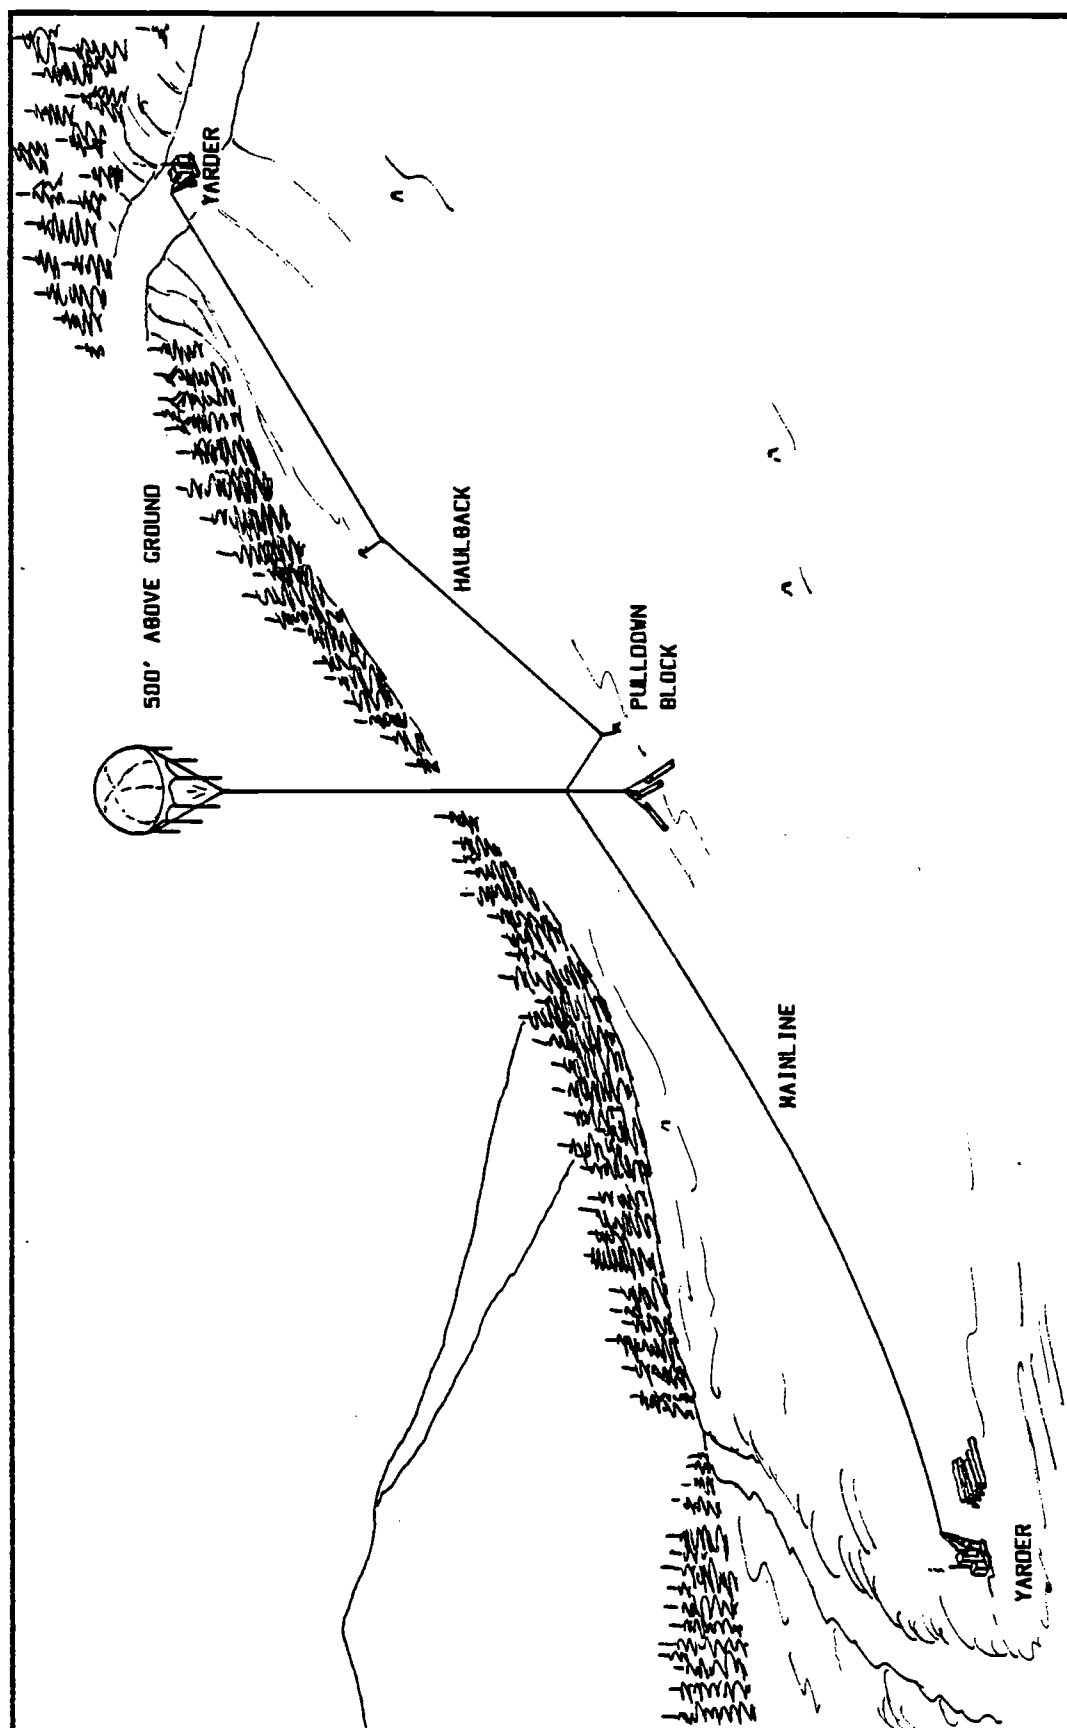 YARDER
500' ABOVE GROUND
HAULBACK
PULLDOWN
BLOCK
MAINLINE
YARDER